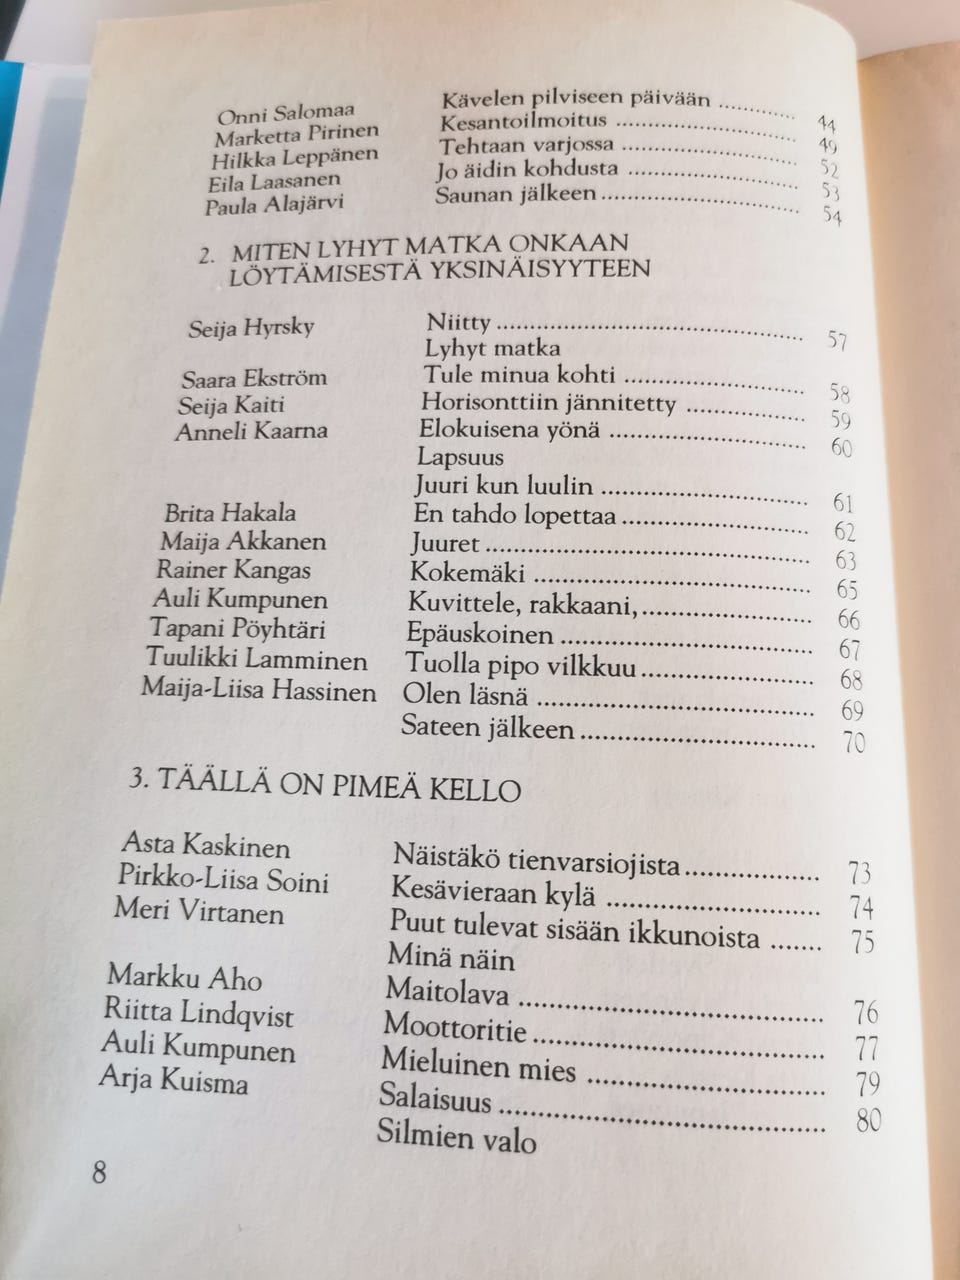 Onni Salomaa Kävelen pilviseen päivään ............. 44
Marketta Pirinen Kesantoilmoitus ............................ 49
Hilkka Leppänen Tehtaan varjossa ........................... 52
Eila Laasanen Jo äidin kohdusta .......................... 53
Paula Alajärvi Saunan jälkeen .............................. 54
2. MITEN LYHYT MATKA ONKAAN
LÖYTÄMISESTÄ YKSINÄISYYTEEN
Seija Hyrsky Niitty ............................................... 57
Lyhyt matka
Saara Ekström Tule minua kohti ........................... 58
Seija Kaiti Horisonttiin jännitetty .................. 59
Anneli Kaarna Elokuisena yönä ............................. 60
Lapsuus
Juuri kun luulin ............................... 61
Brita Hakala En tahdo lopettaa ........................... 62
Maija Akkanen Juuret ................................................ 63
Rainer Kangas Kokemäki ........................................ 65
Auli Kumpunen Kuvittele, rakkaani, ........................ 66
Tapani Pöyhtäri Epäuskoinen .................................... 67
Tuulikki Lamminen Tuolla pipo vilkkuu ........................ 68
Maija-Liisa Hassinen Olen läsnä ....................................... 69
Sateen jälkeen ................................. 70
3. TÄÄLLÄ ON PIMEÄ KELLO
Asta Kaskinen Näistäkö tienvarsiojista .................. 73
Pirkko-Liisa Soini Kesävieraan kylä ............................. 74
Meri Virtanen Puut tulevat sisään ikkunoista ....... 75
Minä näin
Markku Aho Maitolava ......................................... 76
Riitta Lindqvist Moottoritie ....................................... 77
Auli Kumpunen Mieluinen mies ................................ 79
Arja Kuisma Salaisuus ............................................ 80
Silmien valo
8